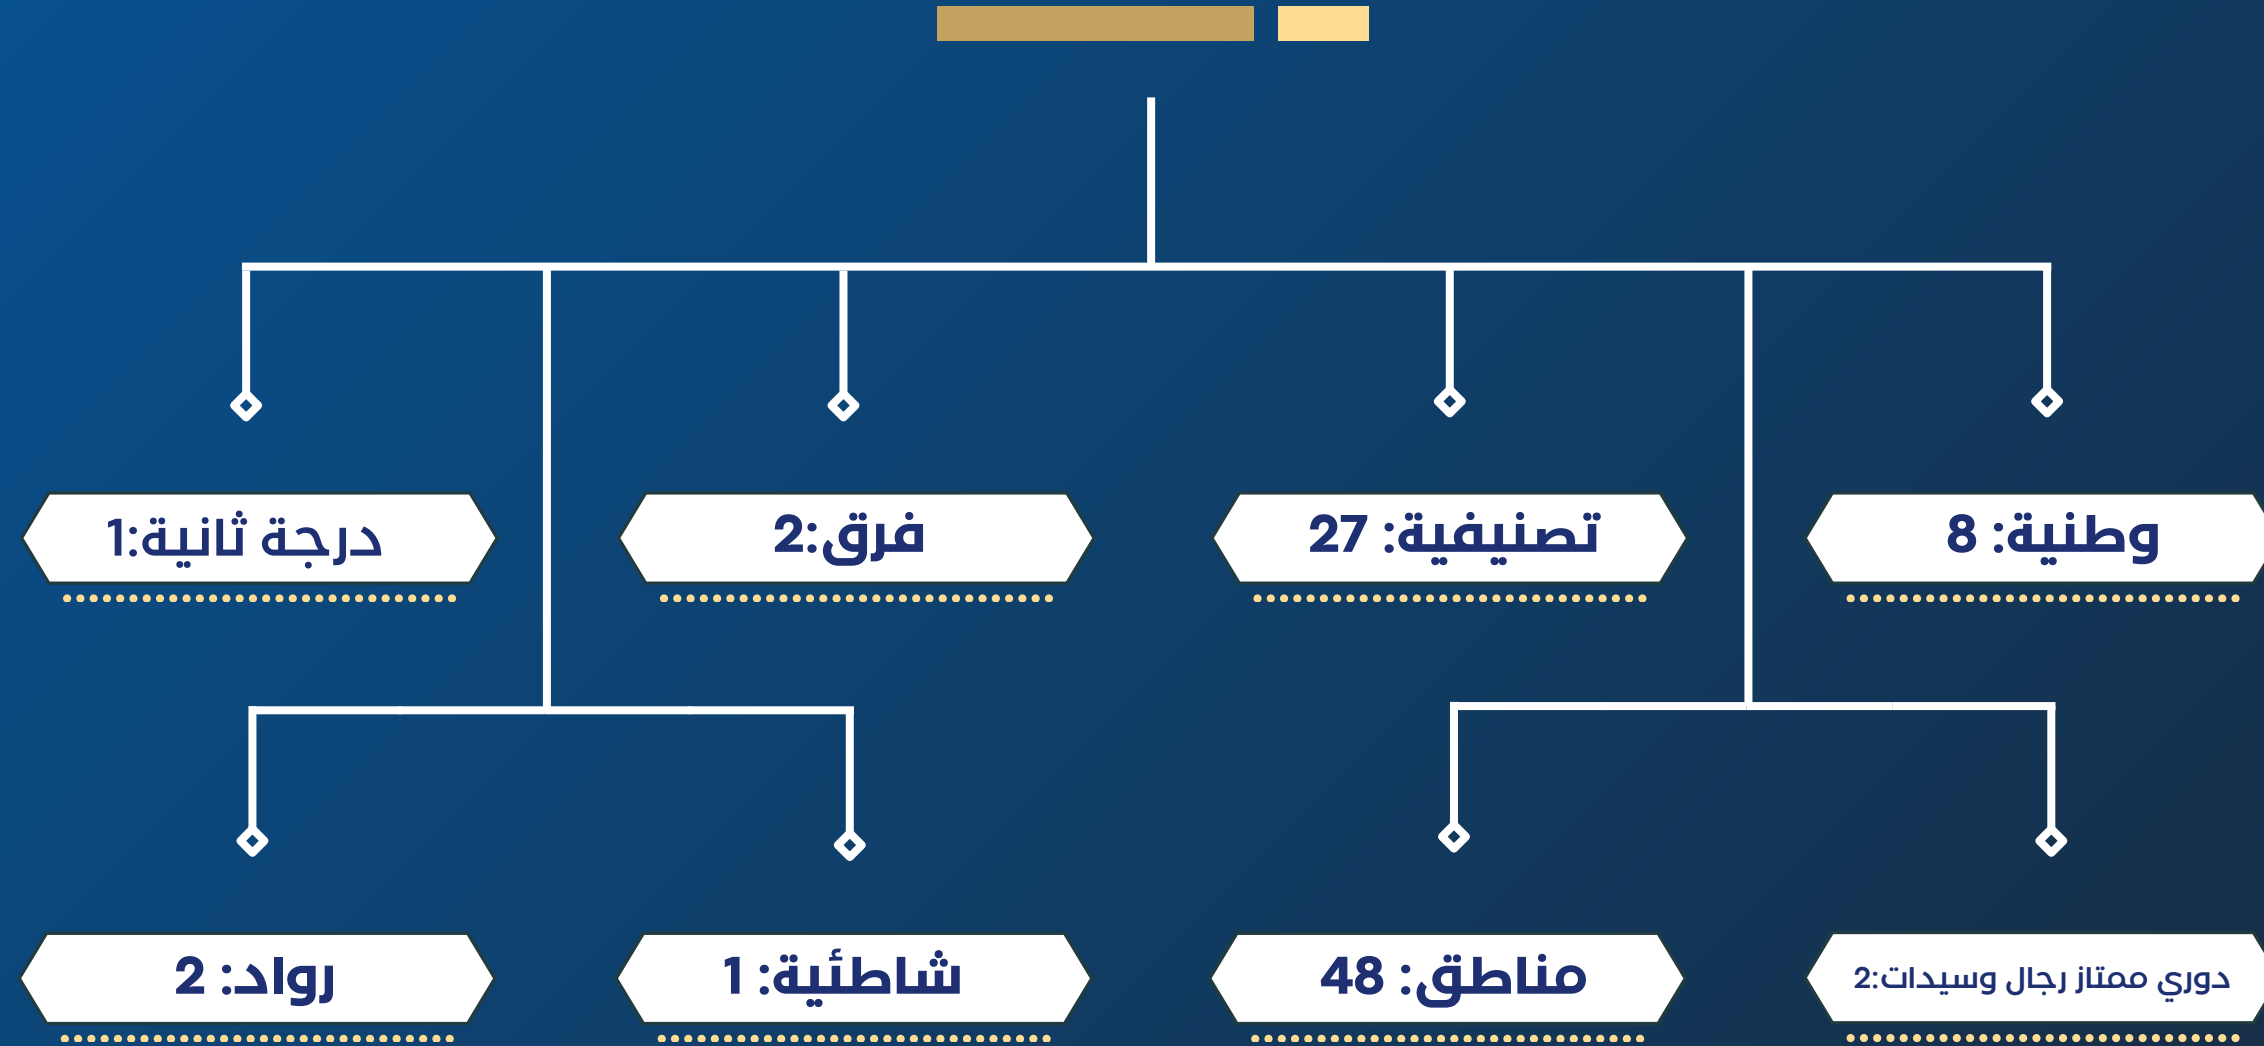 وطنية: 8
تصنيفية: 27
فرق:2
درجة ثانية:1
دوري ممتاز رجال وسيدات:2
مناطق: 48
شاطئية: 1
رواد: 2